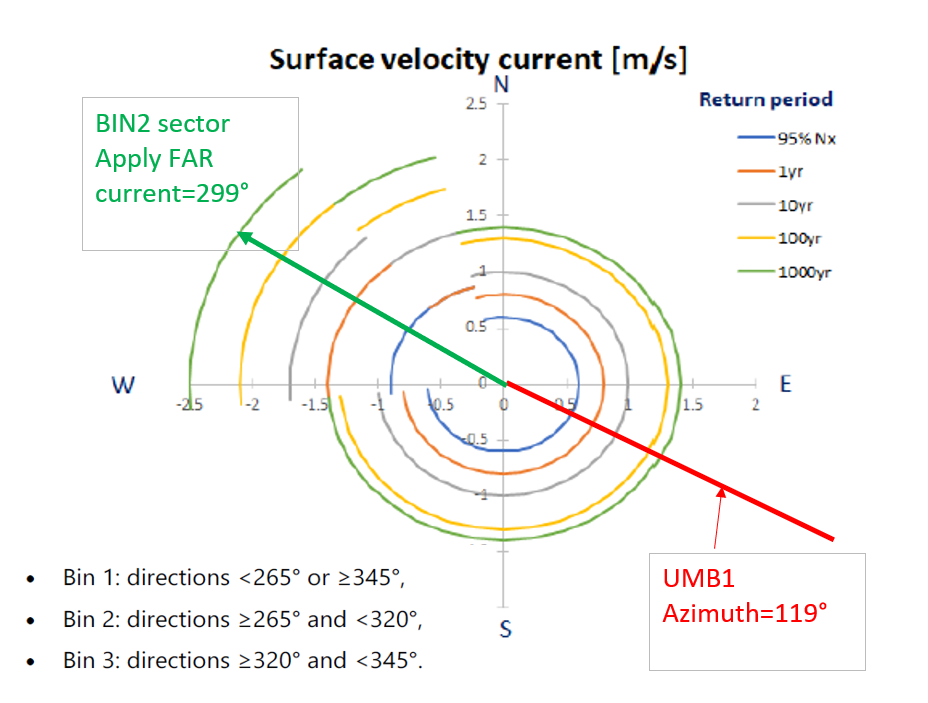 Surface velocity current [m/s]
N
Return period
95% Nx
1yr
10yr
100yr
1000yr
BIN2 sector
Apply FAR
current=299°
2.5
2
1.5
1
0.5
0
-0.5
-1
W
E
-2.5
-2
-1.5
-1
-0.5
0
0.5
1
1.5
2
S
UMB1
Azimuth=119°
• Bin 1: directions <265° or ≥345°,
• Bin 2: directions ≥265° and <320°,
• Bin 3: directions ≥320° and <345°.